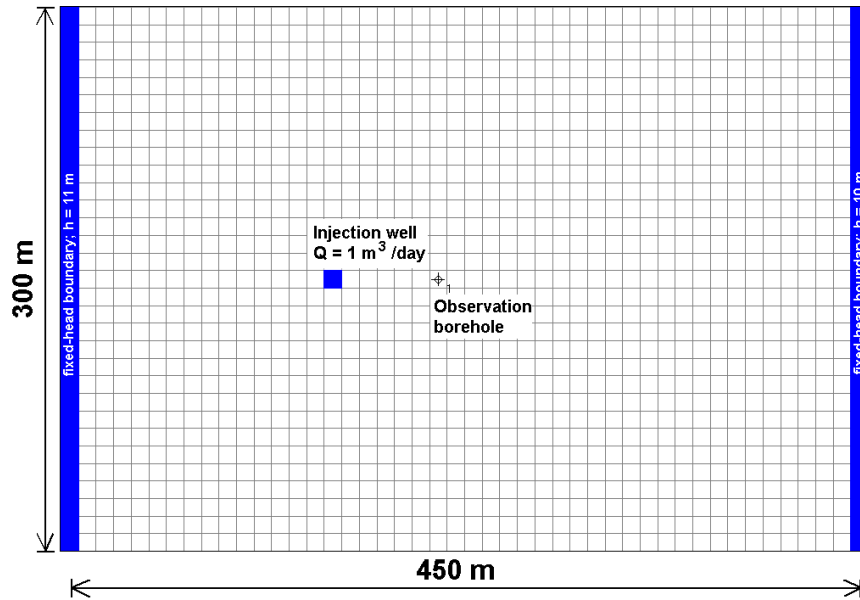 fixed-head boundary; h = 11 m
Injection well
Q = 1 m³ /day
1
Observation
borehole
fixed-head boundary; h = 10 m
300 m
450 m